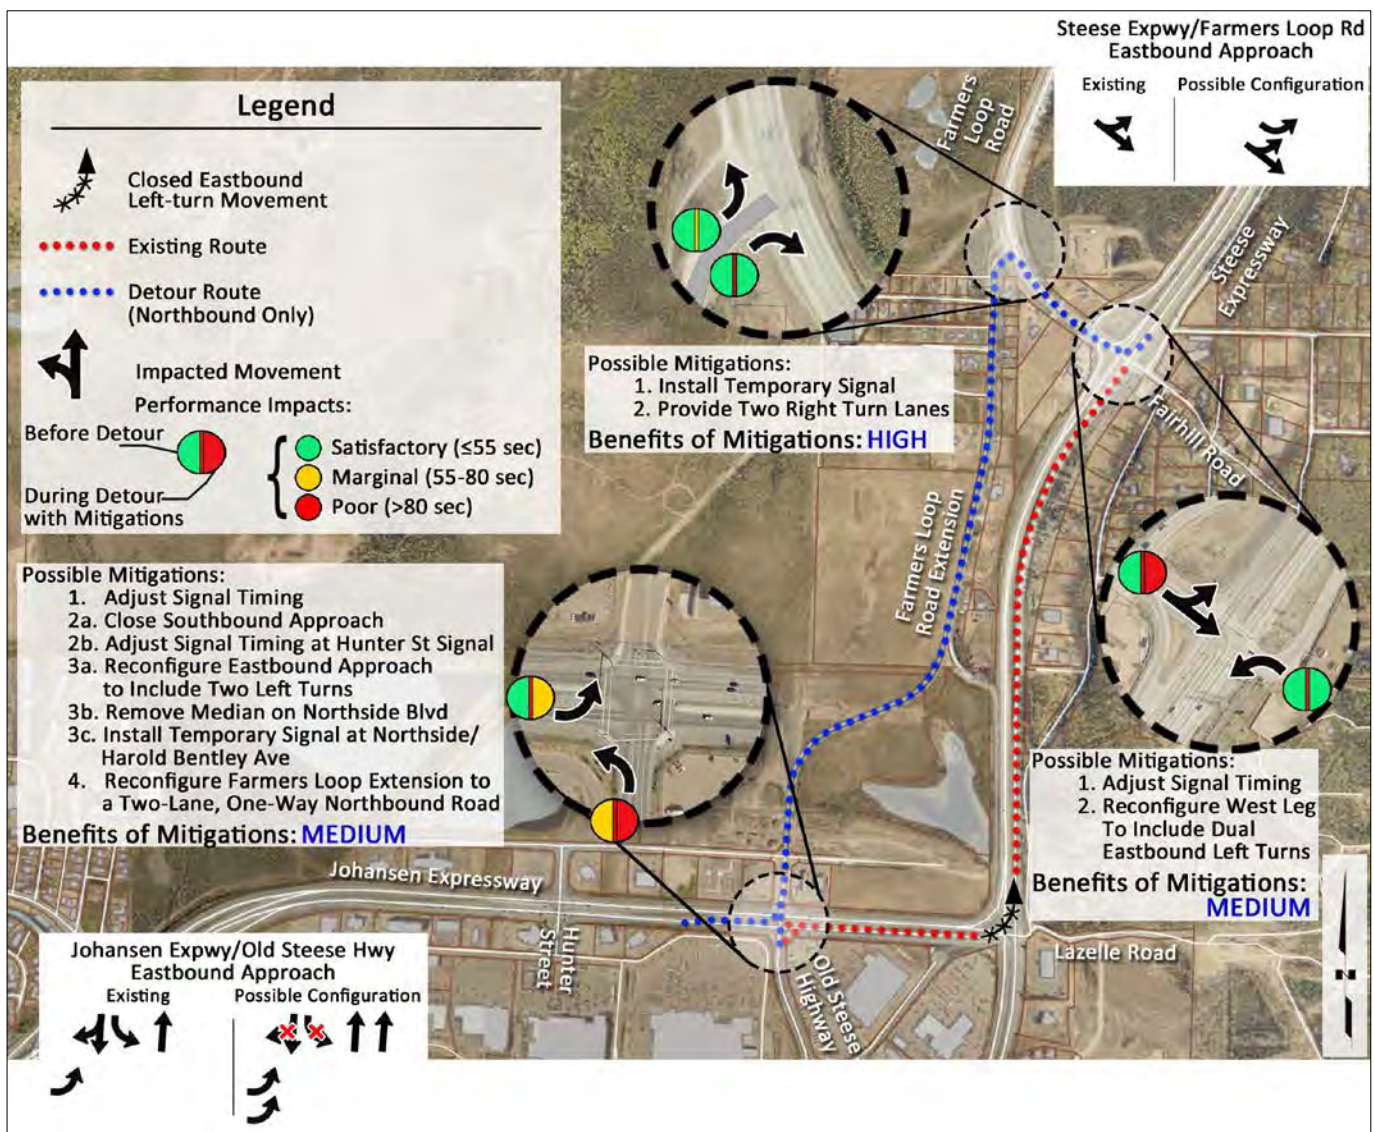 Steese Expwy/Farmers Loop Rd
Eastbound Approach
Existing
Possible Configuration
Legend
Closed Eastbound
Left-turn Movement
Existing Route
Detour Route
(Northbound Only)
Impacted Movement
Performance Impacts:
Before Detour
During Detour
with Mitigations
Satisfactory (≤55 sec)
Marginal (55-80 sec)
Poor (>80 sec)
Farmers
Loop
Road
Steese
Expressway
Possible Mitigations:
1. Install Temporary Signal
2. Provide Two Right Turn Lanes
Benefits of Mitigations: HIGH
Fairhill Road
Farmers Loop
Road Extension
Possible Mitigations:
1. Adjust Signal Timing
2a. Close Southbound Approach
2b. Adjust Signal Timing at Hunter St Signal
3a. Reconfigure Eastbound Approach
to Include Two Left Turns
3b. Remove Median on Northside Blvd
3c. Install Temporary Signal at Northside/
Harold Bentley Ave
4. Reconfigure Farmers Loop Extension to
a Two-Lane, One-Way Northbound Road
Benefits of Mitigations: MEDIUM
Possible Mitigations:
1. Adjust Signal Timing
2. Reconfigure West Leg
To Include Dual
Eastbound Left Turns
Benefits of Mitigations:
MEDIUM
Johansen Expressway
Hunter
Street
Old Steese
Highway
Lazelle Road
N
Johansen Expwy/Old Steese Hwy
Eastbound Approach
Existing
Possible Configuration